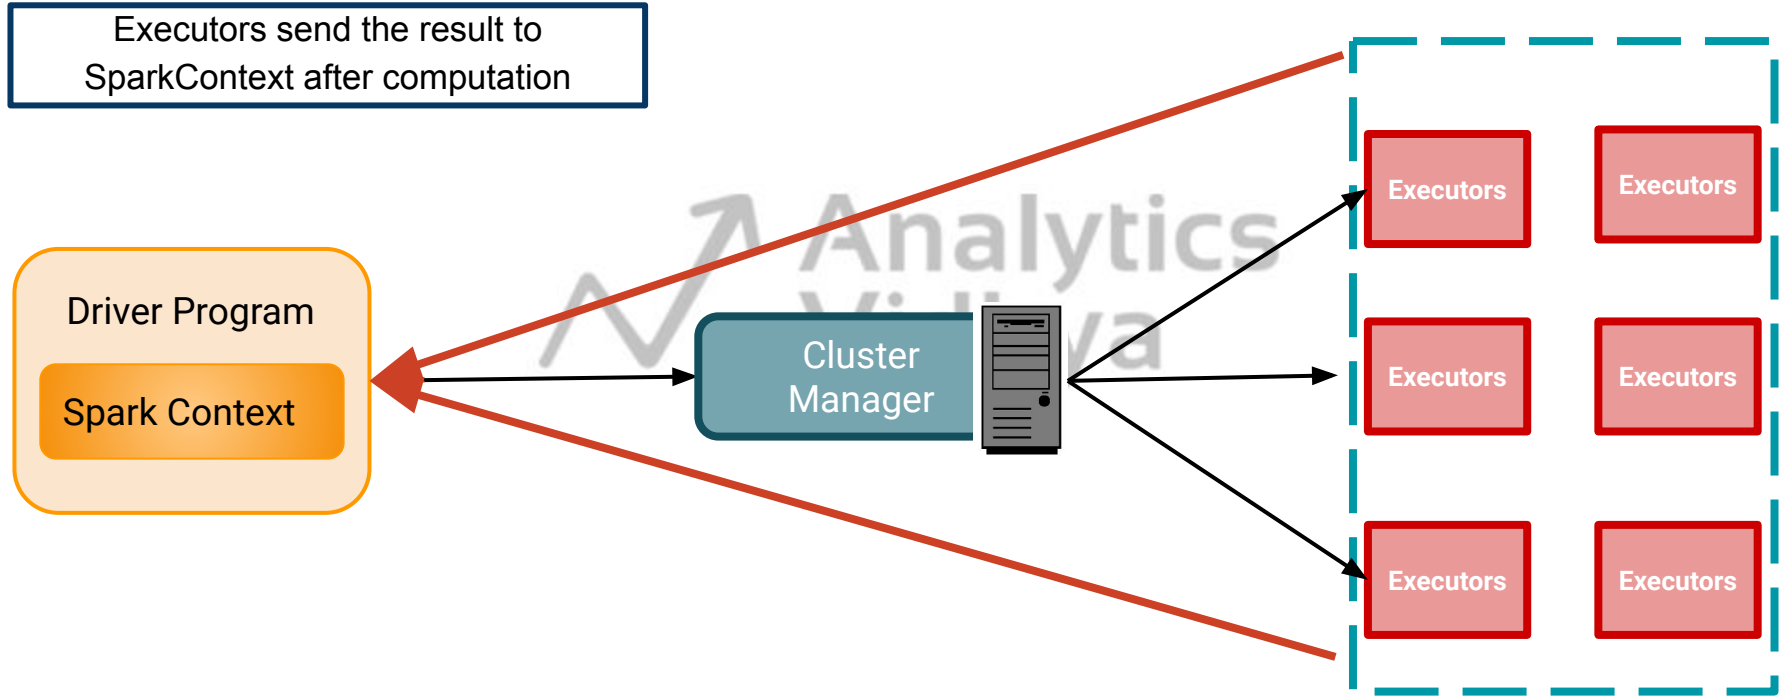 Executors send the result to
SparkContext after computation
Driver Program
Spark Context
Analytics
Cluster
Manager
Executors
Executors
Executors
Executors
Executors
Executors